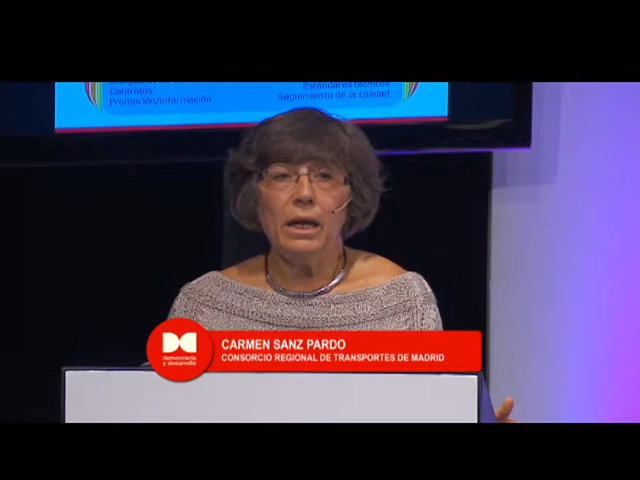 Contratos
Promoción/información
Estándares técnicos
Seguimiento de la calidad
CARMEN SANZ PARDO
CONSORCIO REGIONAL DE TRANSPORTES DE MADRID
democracia
y desarrollo